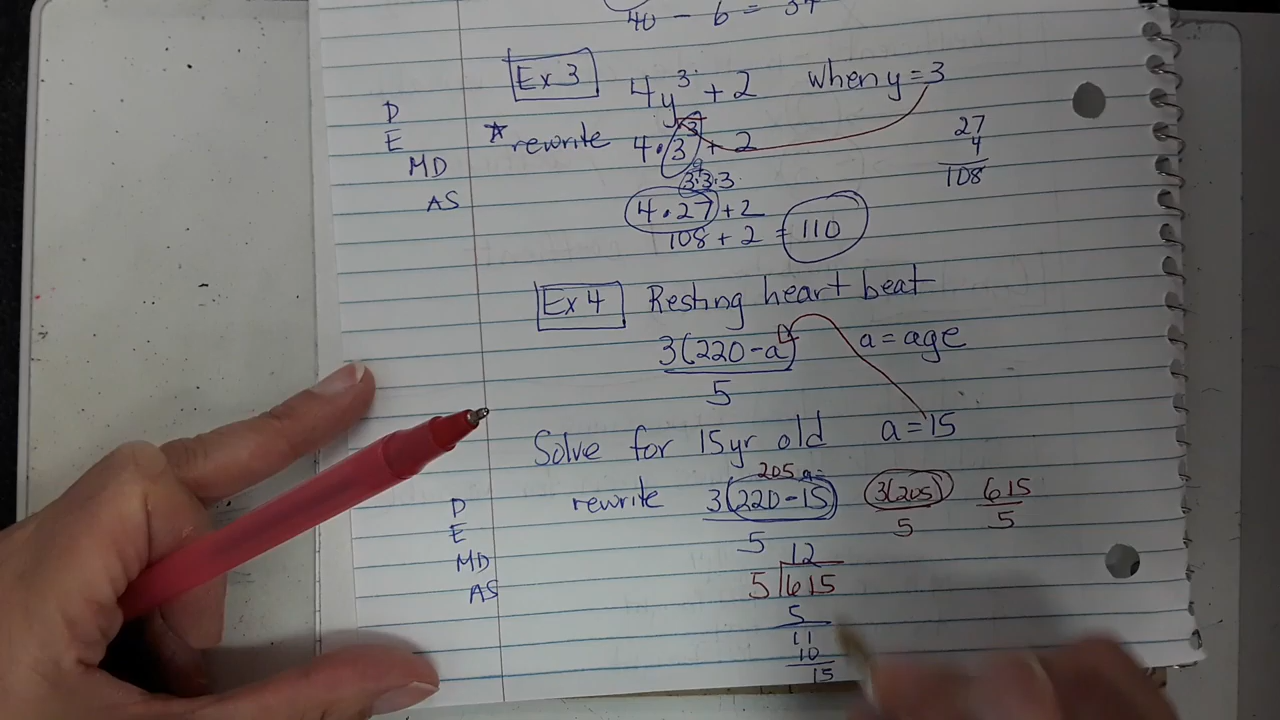 40 - 6 = 34
Ex 3 4y³ + 2 when y = 3
D
E * rewrite 4 · 3³ + 2
MD
AS
3·3·3
27
4
108
4 · 27 + 2
108 + 2 = 110
Ex 4 Resting heart beat
3(220 - a) a = age
5
Solve for 15yr old a = 15
205
D rewrite 3(220 - 15) 3(205) 615
E 5 5 5
MD 12
AS 5 615
5
11
10
15